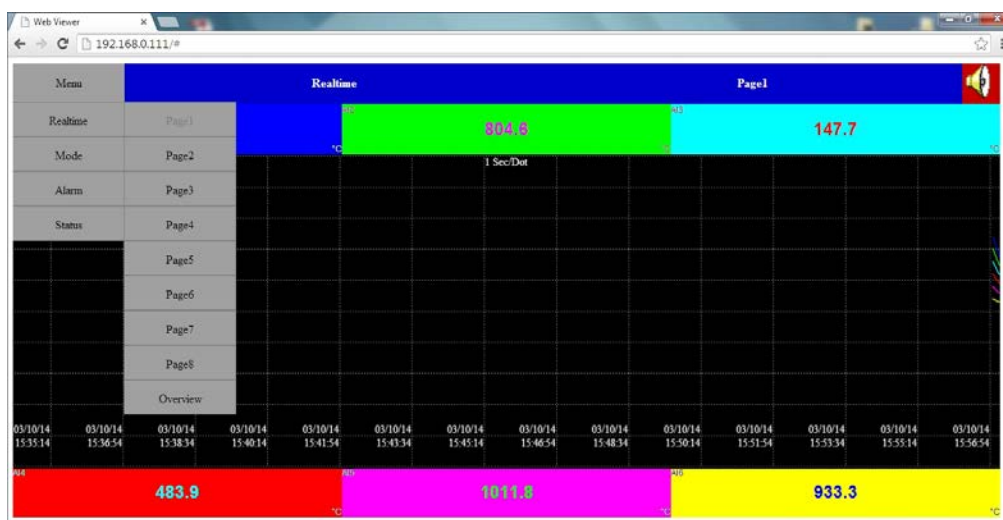 Web Viewer
192.168.0.111/#
Menu
Realtime
Page1
Realtime
Page1
AI2
804.6
°C
AI3
147.7
°C
°C
Mode
Page2
1 Sec/Dot
Alarm
Page3
Status
Page4
Page5
Page6
Page7
Page8
Overview
03/10/14 03/10/14 03/10/14 03/10/14 03/10/14 03/10/14 03/10/14 03/10/14 03/10/14 03/10/14 03/10/14 03/10/14 03/10/14 03/10/14
15:35:14 15:36:54 15:38:34 15:40:14 15:41:54 15:43:34 15:45:14 15:46:54 15:48:34 15:50:14 15:51:54 15:53:34 15:55:14 15:56:54
AI4
483.9
°C
AI5
1011.8
°C
AI6
933.3
°C